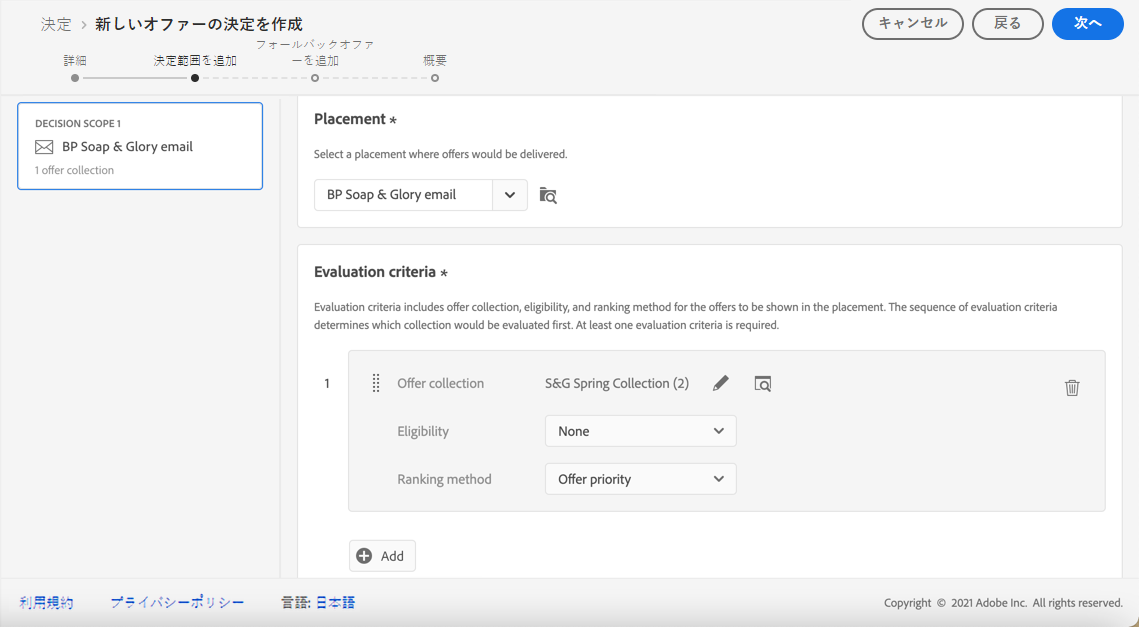 決定 › 新しいオファーの決定を作成
キャンセル
戻る
次へ
詳細
決定範囲を追加
フォールバックオファ
ーを追加
概要
DECISION SCOPE 1
BP Soap & Glory email
1 offer collection
Placement *
Select a placement where offers would be delivered.
BP Soap & Glory email
Evaluation criteria *
Evaluation criteria includes offer collection, eligibility, and ranking method for the offers to be shown in the placement. The sequence of evaluation criteria
determines which collection would be evaluated first. At least one evaluation criteria is required.
1
Offer collection S&G Spring Collection (2)
Eligibility None
Ranking method Offer priority
Add
利用規約 プライバシーポリシー 言語: 日本語
Copyright © 2021 Adobe Inc. All rights reserved.